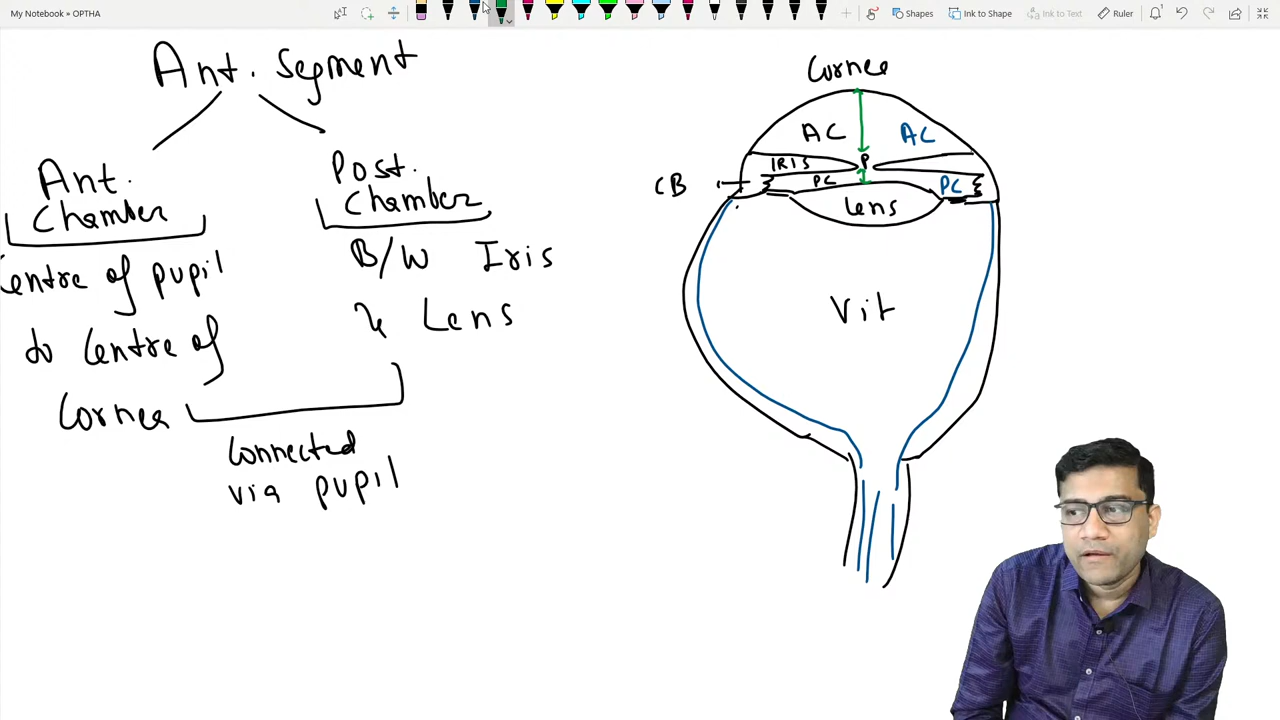 My Notebook » OPTHA
Shapes
Ink to Shape
Ink to Text
Ruler
Ant. Segment
Ant.
Chamber
Centre of pupil
to Centre of
Cornea
Post.
Chamber
B/W Iris
& Lens
Connected
via pupil
Cornea
AC AC
IRIS P
PC PC
CB
Lens
Vit